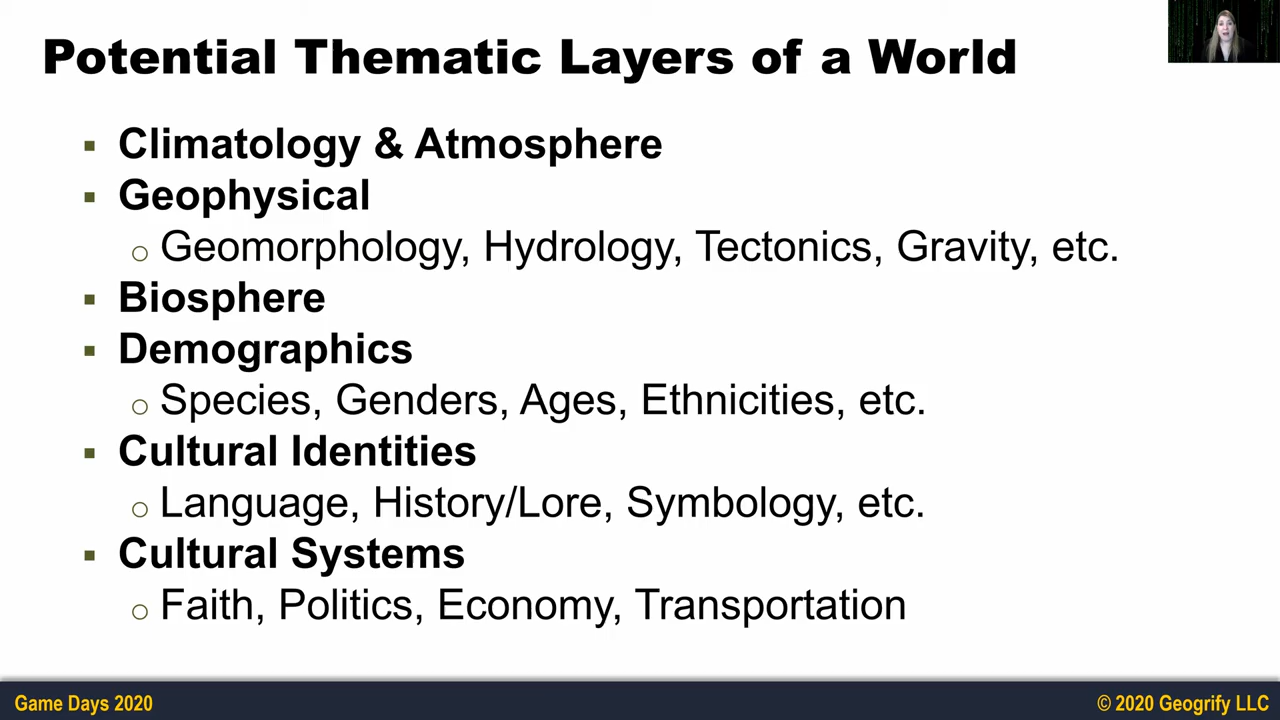 Potential Thematic Layers of a World
▪ Climatology & Atmosphere
▪ Geophysical
o Geomorphology, Hydrology, Tectonics, Gravity, etc.
▪ Biosphere
▪ Demographics
o Species, Genders, Ages, Ethnicities, etc.
▪ Cultural Identities
o Language, History/Lore, Symbology, etc.
▪ Cultural Systems
o Faith, Politics, Economy, Transportation
Game Days 2020
© 2020 Geogrify LLC